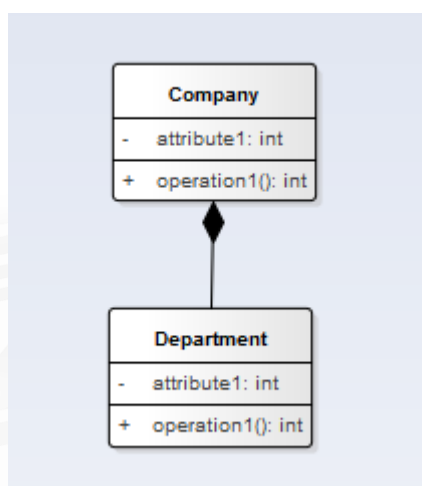 Company
- attribute1: int
+ operation1(): int
Department
- attribute1: int
+ operation1(): int